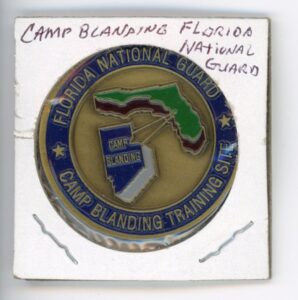 CAMP BLANDING FLORIDA
NATIONAL
GUARD
FLORIDA NATIONAL GUARD
CAMP
BLANDING
CAMP BLANDING TRAINING SITE